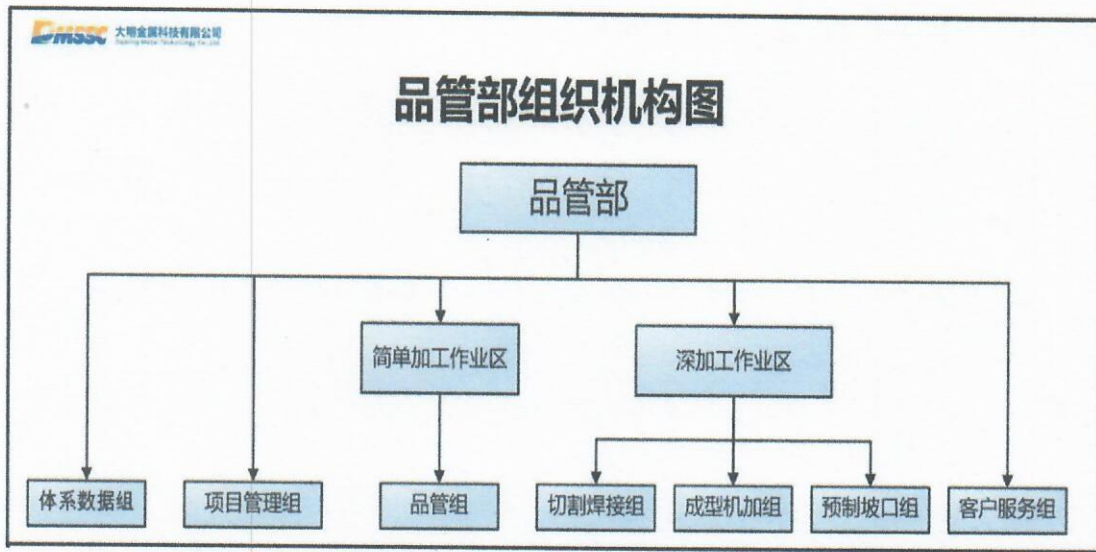 DMSSC 大明金属科技有限公司
品管部组织机构图
品管部
简单加工作业区
深加工作业区
体系数据组
项目管理组
品管组
切割焊接组
成型机加组
预制坡口组
客户服务组